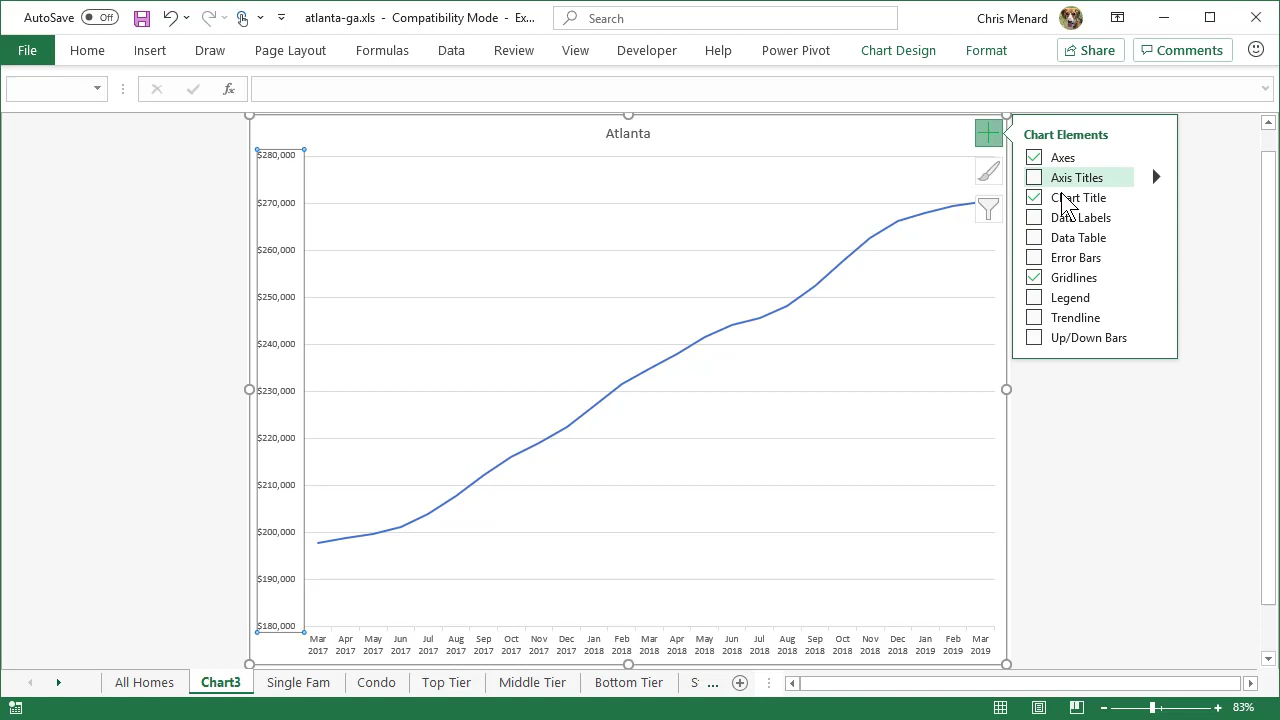 AutoSave Off atlanta-ga.xls - Compatibility Mode - Ex... Search Chris Menard
File Home Insert Draw Page Layout Formulas Data Review View Developer Help Power Pivot Chart Design Format Share Comments
fx
Atlanta
$280,000
$270,000
$260,000
$250,000
$240,000
$230,000
$220,000
$210,000
$200,000
$190,000
$180,000
Mar Apr May Jun Jul Aug Sep Oct Nov Dec Jan Feb Mar Apr May Jun Jul Aug Sep Oct Nov Dec Jan Feb Mar
2017 2017 2017 2017 2017 2017 2017 2017 2017 2017 2018 2018 2018 2018 2018 2018 2018 2018 2018 2018 2018 2018 2019 2019 2019
Chart Elements
Axes
Axis Titles
Chart Title
Data Labels
Data Table
Error Bars
Gridlines
Legend
Trendline
Up/Down Bars
All Homes Chart3 Single Fam Condo Top Tier Middle Tier Bottom Tier S ...
83%